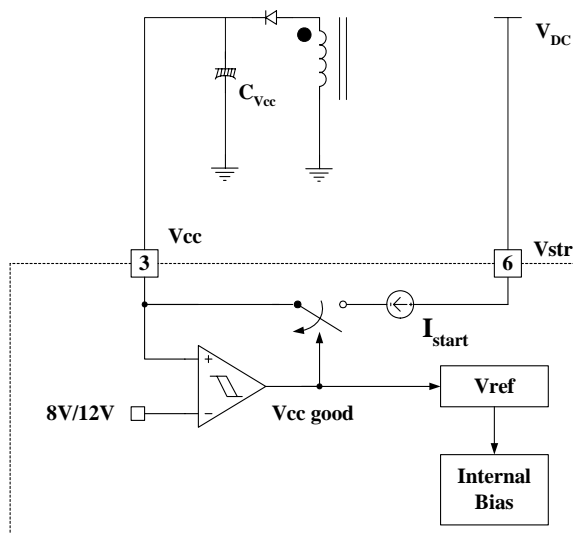 V_DC
C_Vcc
Vcc
Vstr
3
6
I_start
+
8V/12V
−
Vcc good
Vref
Internal
Bias